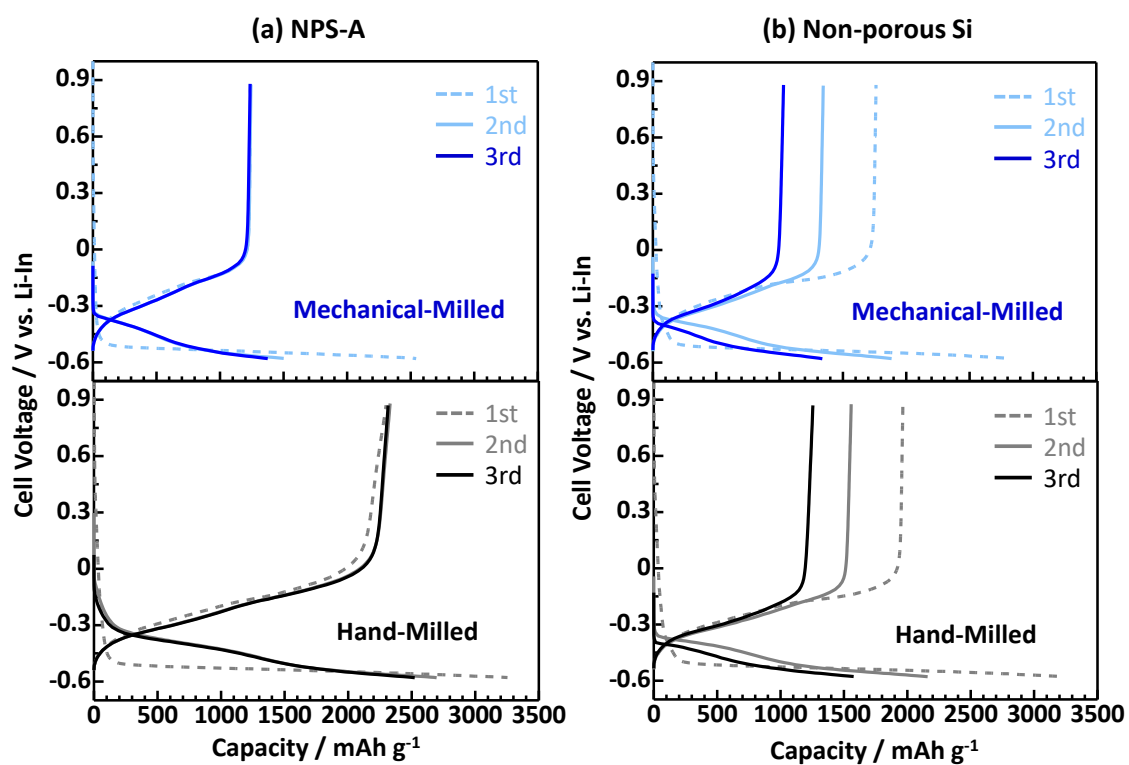 (a) NPS-A
(b) Non-porous Si
0.9
0.6
0.3
0
-0.3
-0.6
1st
2nd
3rd
Mechanical-Milled
0.9
0.6
0.3
0
-0.3
-0.6
1st
2nd
3rd
Mechanical-Milled
0.9
0.6
0.3
0
-0.3
-0.6
1st
2nd
3rd
Hand-Milled
0.9
0.6
0.3
0
-0.3
-0.6
1st
2nd
3rd
Hand-Milled
Cell Voltage / V vs. Li-In
Cell Voltage / V vs. Li-In
0 500 1000 1500 2000 2500 3000 3500
0 500 1000 1500 2000 2500 3000 3500
Capacity / mAh g⁻¹
Capacity / mAh g⁻¹